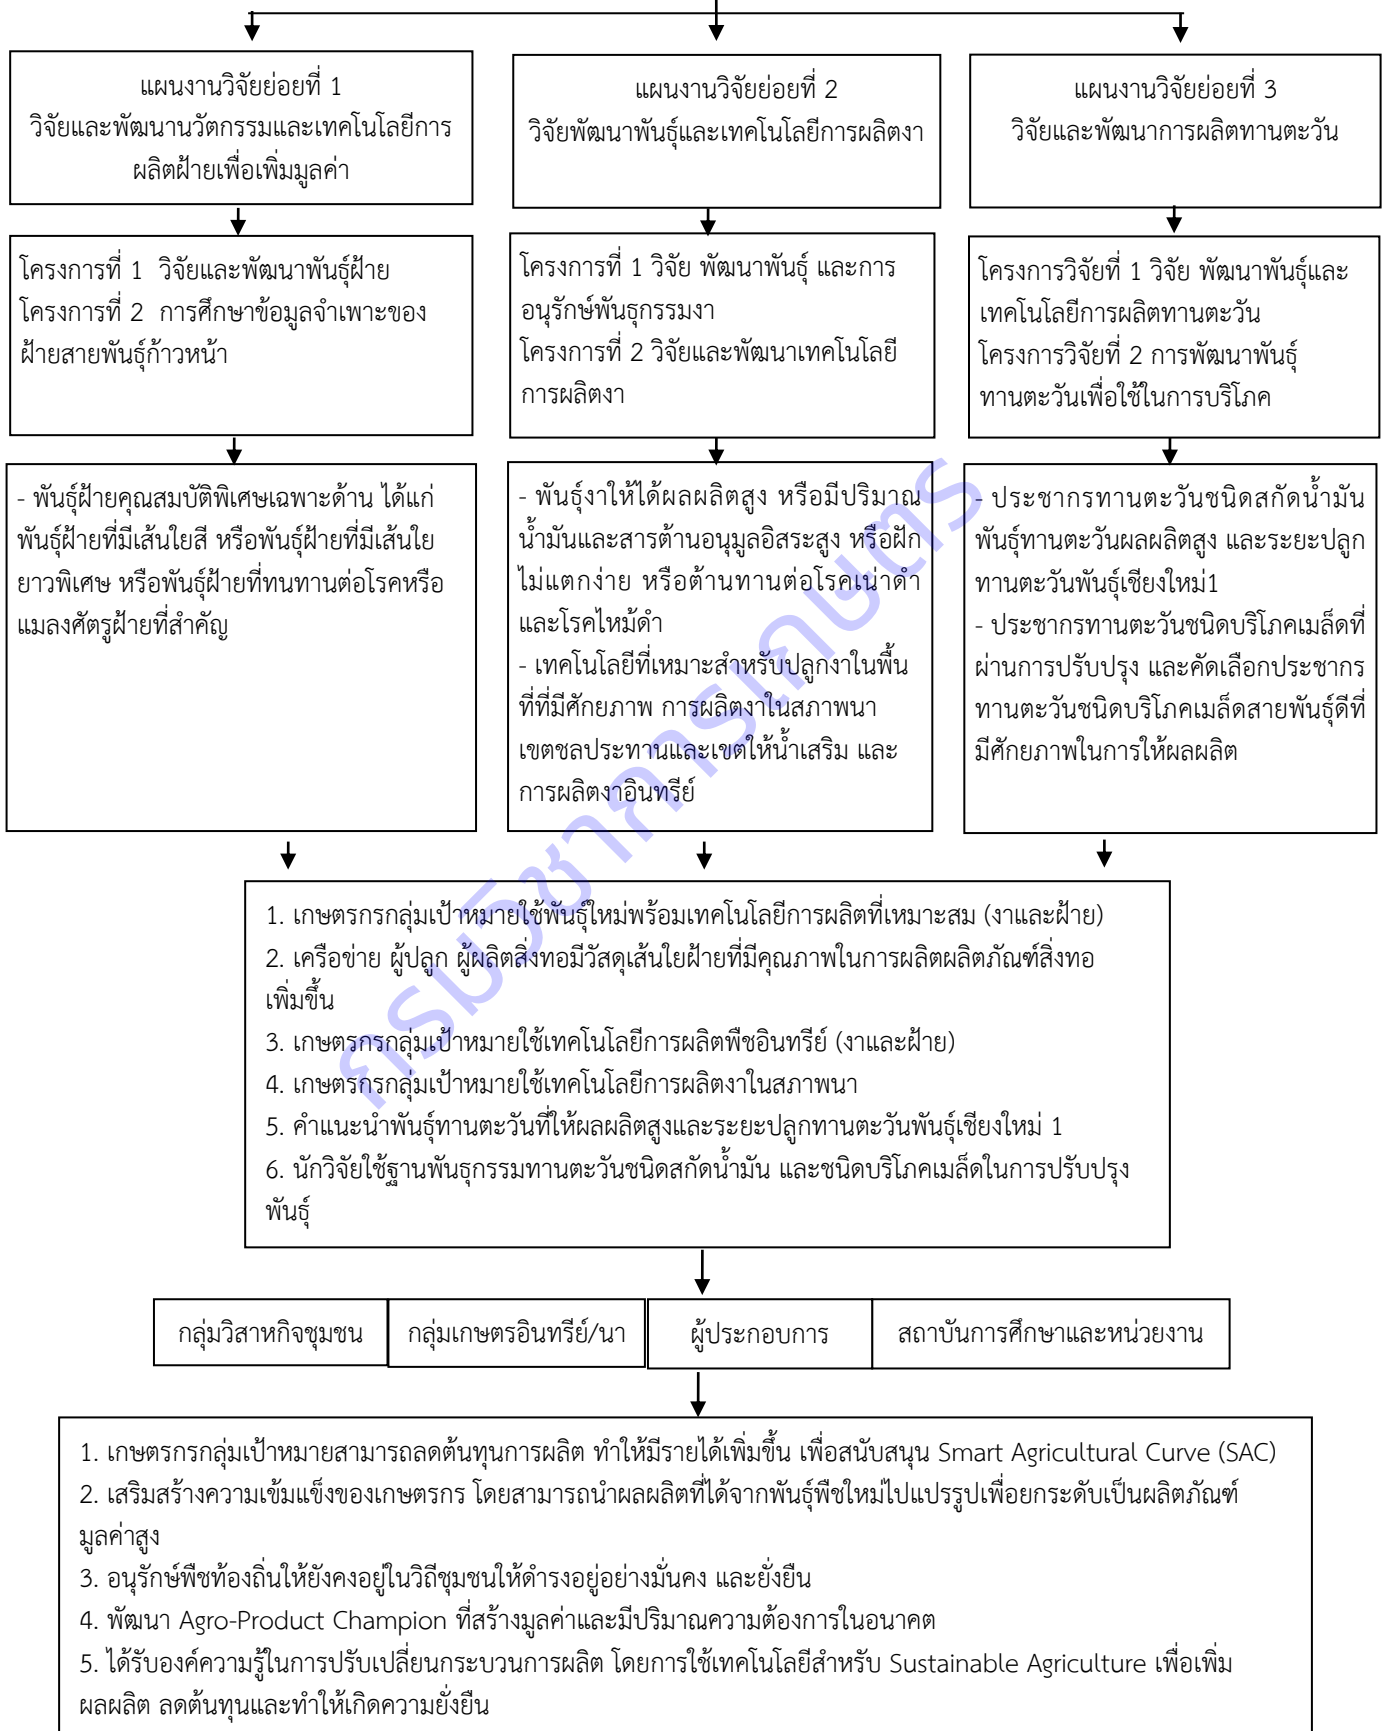 แผนงานวิจัยย่อยที่ 1
วิจัยและพัฒนานวัตกรรมและเทคโนโลยีการ
ผลิตฝ้ายเพื่อเพิ่มมูลค่า
แผนงานวิจัยย่อยที่ 2
วิจัยพัฒนาพันธุ์และเทคโนโลยีการผลิตงา
แผนงานวิจัยย่อยที่ 3
วิจัยและพัฒนาการผลิตทานตะวัน
โครงการที่ 1 วิจัยและพัฒนาพันธุ์ฝ้าย
โครงการที่ 2 การศึกษาข้อมูลจำเพาะของ
ฝ้ายสายพันธุ์ก้าวหน้า
โครงการที่ 1 วิจัย พัฒนาพันธุ์ และการ
อนุรักษ์พันธุกรรมงา
โครงการที่ 2 วิจัยและพัฒนาเทคโนโลยี
การผลิตงา
โครงการวิจัยที่ 1 วิจัย พัฒนาพันธุ์และ
เทคโนโลยีการผลิตทานตะวัน
โครงการวิจัยที่ 2 การพัฒนาพันธุ์
ทานตะวันเพื่อใช้ในการบริโภค
- พันธุ์ฝ้ายคุณสมบัติพิเศษเฉพาะด้าน ได้แก่
พันธุ์ฝ้ายที่มีเส้นใยสี หรือพันธุ์ฝ้ายที่มีเส้นใย
ยาวพิเศษ หรือพันธุ์ฝ้ายที่ทนทานต่อโรคหรือ
แมลงศัตรูฝ้ายที่สำคัญ
- พันธุ์งาให้ได้ผลผลิตสูง หรือมีปริมาณ
น้ำมันและสารต้านอนุมูลอิสระสูง หรือฝัก
ไม่แตกง่าย หรือต้านทานต่อโรคเน่าดำ
และโรคไหม้ดำ
- เทคโนโลยีที่เหมาะสำหรับปลูกงาในพื้น
ที่ที่มีศักยภาพ การผลิตงาในสภาพนา
เขตชลประทานและเขตให้น้ำเสริม และ
การผลิตงาอินทรีย์
- ประชากรทานตะวันชนิดสกัดน้ำมัน
พันธุ์ทานตะวันผลผลิตสูง และระยะปลูก
ทานตะวันพันธุ์เชียงใหม่1
- ประชากรทานตะวันชนิดบริโภคเมล็ดที่
ผ่านการปรับปรุง และคัดเลือกประชากร
ทานตะวันชนิดบริโภคเมล็ดสายพันธุ์ดีที่
มีศักยภาพในการให้ผลผลิต
1. เกษตรกรกลุ่มเป้าหมายใช้พันธุ์ใหม่พร้อมเทคโนโลยีการผลิตที่เหมาะสม (งาและฝ้าย)
2. เครือข่าย ผู้ปลูก ผู้ผลิตสิ่งทอมีวัสดุเส้นใยฝ้ายที่มีคุณภาพในการผลิตผลิตภัณฑ์สิ่งทอ
เพิ่มขึ้น
3. เกษตรกรกลุ่มเป้าหมายใช้เทคโนโลยีการผลิตพืชอินทรีย์ (งาและฝ้าย)
4. เกษตรกรกลุ่มเป้าหมายใช้เทคโนโลยีการผลิตงาในสภาพนา
5. คำแนะนำพันธุ์ทานตะวันที่ให้ผลผลิตสูงและระยะปลูกทานตะวันพันธุ์เชียงใหม่ 1
6. นักวิจัยใช้ฐานพันธุกรรมทานตะวันชนิดสกัดน้ำมัน และชนิดบริโภคเมล็ดในการปรับปรุง
พันธุ์
กลุ่มวิสาหกิจชุมชน
กลุ่มเกษตรอินทรีย์/นา
ผู้ประกอบการ
สถาบันการศึกษาและหน่วยงาน
1. เกษตรกรกลุ่มเป้าหมายสามารถลดต้นทุนการผลิต ทำให้มีรายได้เพิ่มขึ้น เพื่อสนับสนุน Smart Agricultural Curve (SAC)
2. เสริมสร้างความเข้มแข็งของเกษตรกร โดยสามารถนำผลผลิตที่ได้จากพันธุ์พืชใหม่ไปแปรรูปเพื่อยกระดับเป็นผลิตภัณฑ์
มูลค่าสูง
3. อนุรักษ์พืชท้องถิ่นให้ยังคงอยู่ในวิถีชุมชนให้ดำรงอยู่อย่างมั่นคง และยั่งยืน
4. พัฒนา Agro-Product Champion ที่สร้างมูลค่าและมีปริมาณความต้องการในอนาคต
5. ได้รับองค์ความรู้ในการปรับเปลี่ยนกระบวนการผลิต โดยการใช้เทคโนโลยีสำหรับ Sustainable Agriculture เพื่อเพิ่ม
ผลผลิต ลดต้นทุนและทำให้เกิดความยั่งยืน
กรมวิชาการเกษตร